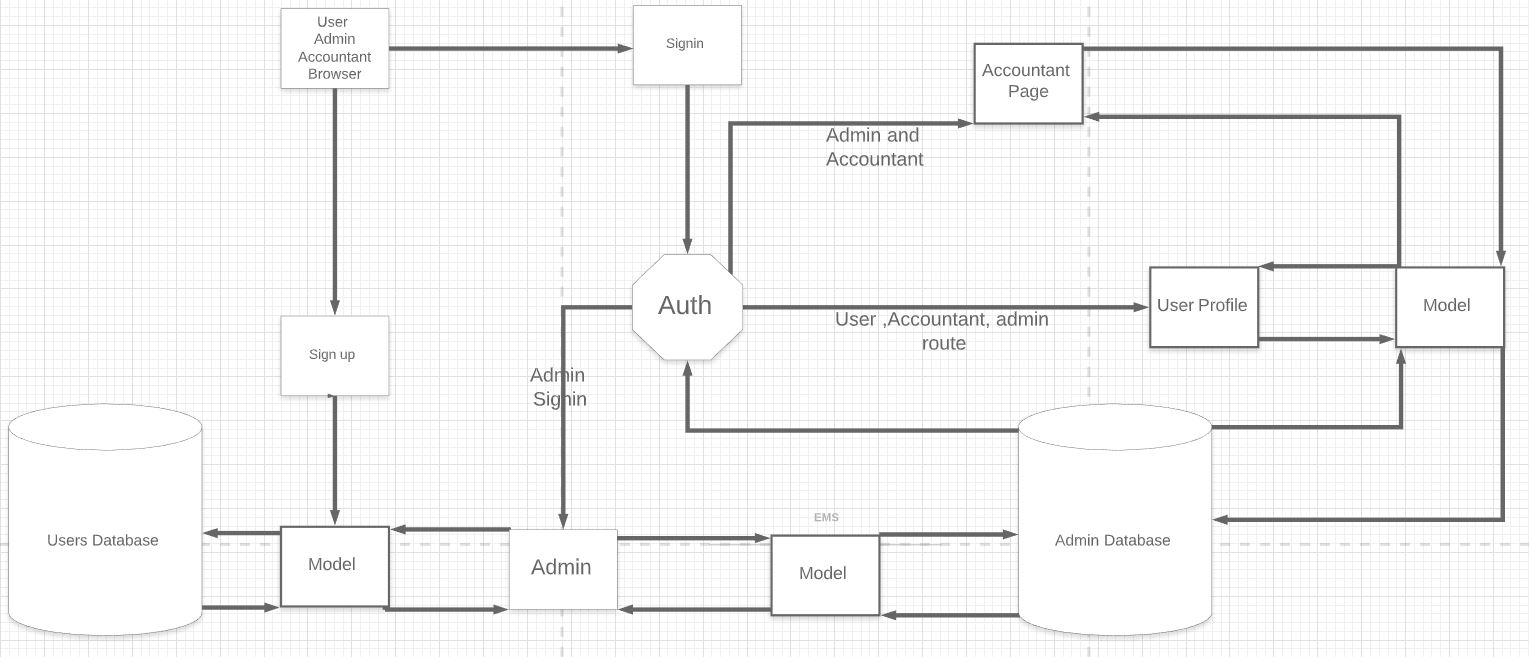 User
Admin
Accountant
Browser
Signin
Accountant
Page
Admin and
Accountant
Auth
User Profile
Model
User ,Accountant, admin
route
Sign up
Admin
Signin
Users Database
Model
Admin
EMS
Model
Admin Database